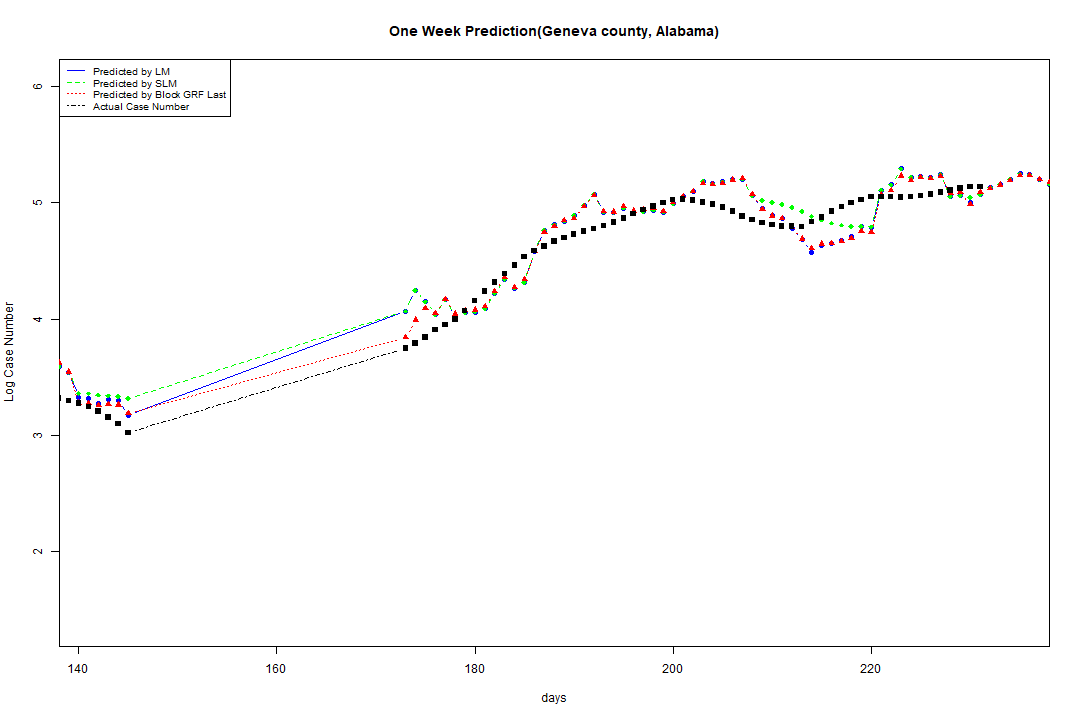 One Week Prediction(Geneva county, Alabama)
Predicted by LM
Predicted by SLM
Predicted by Block GRF Last
Actual Case Number
6
5
4
3
2
Log Case Number
140 160 180 200 220
days